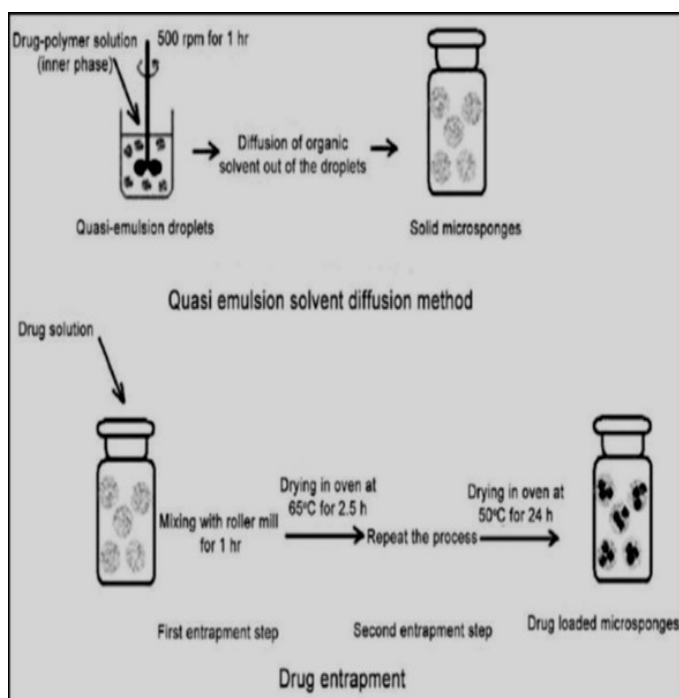 Drug-polymer solution
(inner phase)
500 rpm for 1 hr
Diffusion of organic
solvent out of the droplets
Quasi-emulsion droplets
Solid microsponges
Quasi emulsion solvent diffusion method
Drug solution
Mixing with roller mill
for 1 hr
Drying in oven at
65ºC for 2.5 h
Repeat the process
Drying in oven at
50ºC for 24 h
First entrapment step
Second entrapment step
Drug loaded microsponges
Drug entrapment